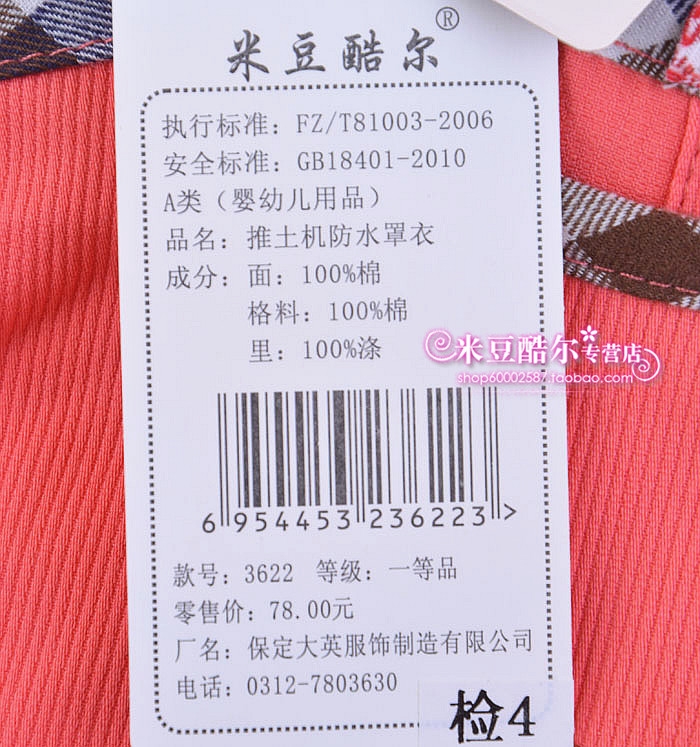 米豆酷尔®
执行标准：FZ/T81003-2006
安全标准：GB18401-2010
A类（婴幼儿用品）
品名：推土机防水罩衣
成分：面：100%棉
格料：100%棉
里：100%涤
米豆酷尔专营店
shop60002587.taobao.com
6 954453 236223 >
款号：3622 等级：一等品
零售价：78.00元
厂名：保定大英服饰制造有限公司
电话：0312-7803630
检4